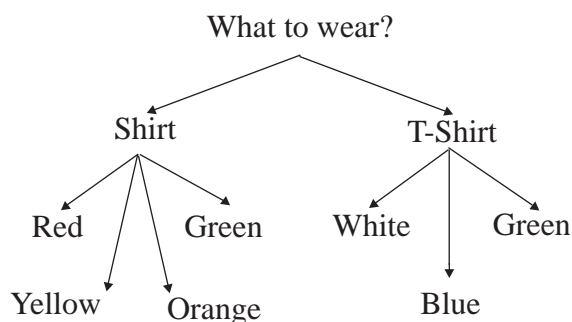 What to wear?
Shirt
T-Shirt
Red
Green
White
Green
Yellow
Orange
Blue